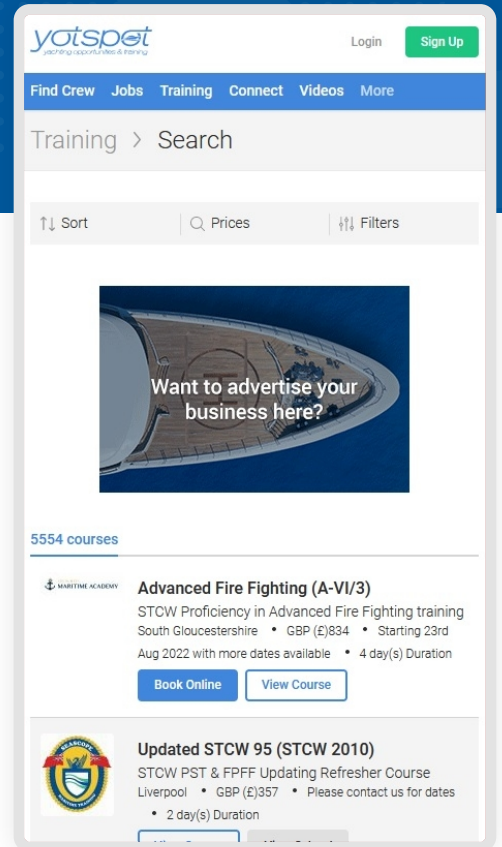 yotspot
yachting opportunities & training
Login
Sign Up
Find Crew Jobs Training Connect Videos More
Training > Search
Sort
Prices
Filters
Want to advertise your
business here?
5554 courses
MARITIME ACADEMY
Advanced Fire Fighting (A-VI/3)
STCW Proficiency in Advanced Fire Fighting training
South Gloucestershire • GBP (£)834 • Starting 23rd
Aug 2022 with more dates available • 4 day(s) Duration
Book Online
View Course
SEASCOPE
MARITIME TRAINING
Updated STCW 95 (STCW 2010)
STCW PST & FPFF Updating Refresher Course
Liverpool • GBP (£)357 • Please contact us for dates
• 2 day(s) Duration